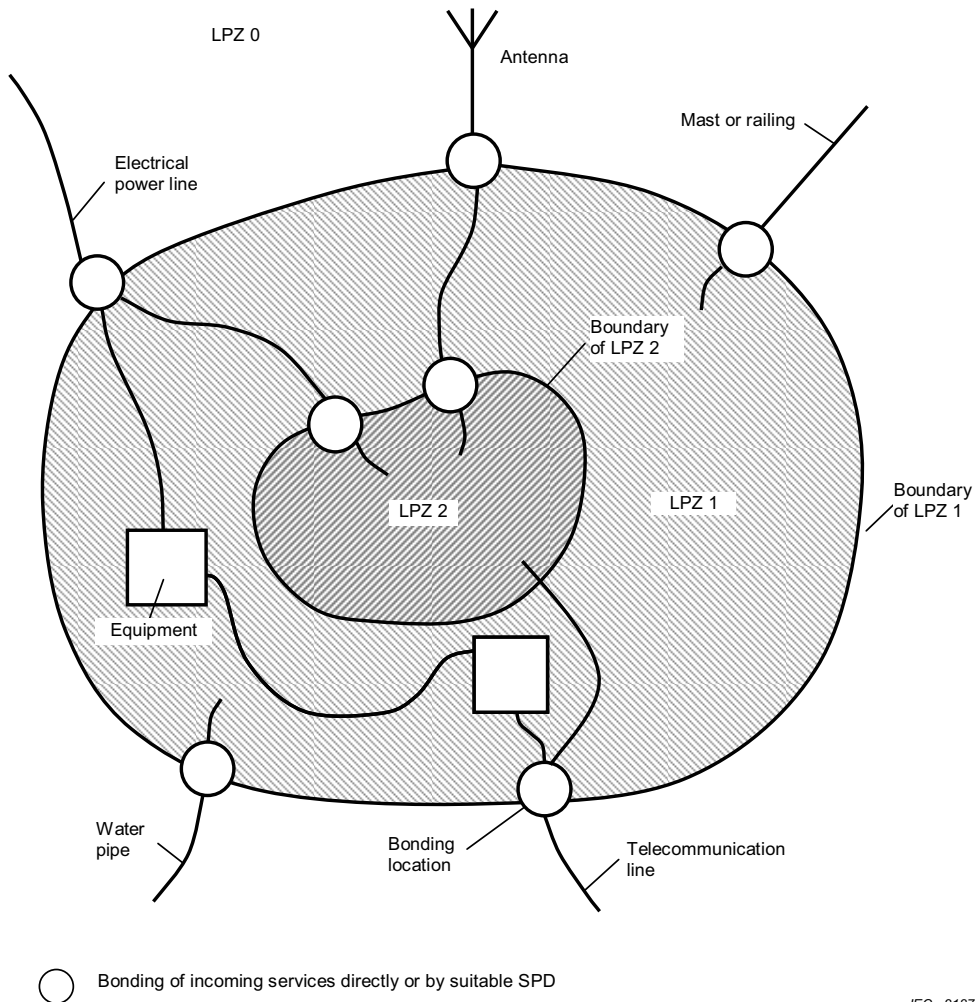 LPZ 0
Antenna
Mast or railing
Electrical
power line
Boundary
of LPZ 2
LPZ 2
LPZ 1
Boundary
of LPZ 1
Equipment
Water
pipe
Bonding
location
Telecommunication
line
Bonding of incoming services directly or by suitable SPD
IEC